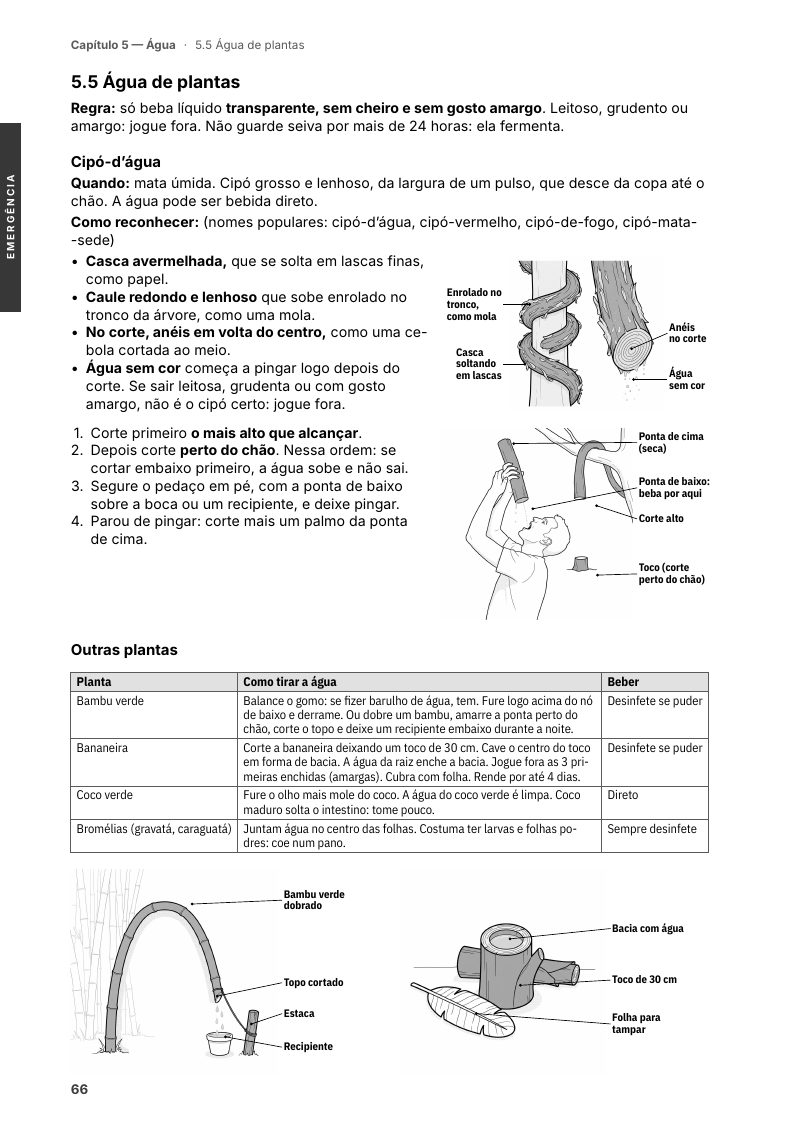 Capítulo 5 — Água · 5.5 Água de plantas
5.5 Água de plantas
Regra: só beba líquido transparente, sem cheiro e sem gosto amargo. Leitoso, grudento ou
amargo: jogue fora. Não guarde seiva por mais de 24 horas: ela fermenta.
EMERGÊNCIA
Cipó-d’água
Quando: mata úmida. Cipó grosso e lenhoso, da largura de um pulso, que desce da copa até o
chão. A água pode ser bebida direto.
Como reconhecer: (nomes populares: cipó-d’água, cipó-vermelho, cipó-de-fogo, cipó-mata-
-sede)
• Casca avermelhada, que se solta em lascas finas,
como papel.
• Caule redondo e lenhoso que sobe enrolado no
tronco da árvore, como uma mola.
• No corte, anéis em volta do centro, como uma ce-
bola cortada ao meio.
• Água sem cor começa a pingar logo depois do
corte. Se sair leitosa, grudenta ou com gosto
amargo, não é o cipó certo: jogue fora.
Enrolado no
tronco,
como mola
Casca
soltando
em lascas
Anéis
no corte
Água
sem cor
1. Corte primeiro o mais alto que alcançar.
2. Depois corte perto do chão. Nessa ordem: se
cortar embaixo primeiro, a água sobe e não sai.
3. Segure o pedaço em pé, com a ponta de baixo
sobre a boca ou um recipiente, e deixe pingar.
4. Parou de pingar: corte mais um palmo da ponta
de cima.
Ponta de cima
(seca)
Ponta de baixo:
beba por aqui
Corte alto
Toco (corte
perto do chão)
Outras plantas
Planta Como tirar a água Beber
Bambu verde Balance o gomo: se fizer barulho de água, tem. Fure logo acima do nó Desinfete se puder
de baixo e derrame. Ou dobre um bambu, amarre a ponta perto do
chão, corte o topo e deixe um recipiente embaixo durante a noite.
Bananeira Corte a bananeira deixando um toco de 30 cm. Cave o centro do toco Desinfete se puder
em forma de bacia. A água da raiz enche a bacia. Jogue fora as 3 pri-
meiras enchidas (amargas). Cubra com folha. Rende por até 4 dias.
Coco verde Fure o olho mais mole do coco. A água do coco verde é limpa. Coco Direto
maduro solta o intestino: tome pouco.
Bromélias (gravatá, caraguatá) Juntam água no centro das folhas. Costuma ter larvas e folhas po- Sempre desinfete
dres: coe num pano.
Bambu verde
dobrado
Topo cortado
Estaca
Recipiente
Bacia com água
Toco de 30 cm
Folha para
tampar
66